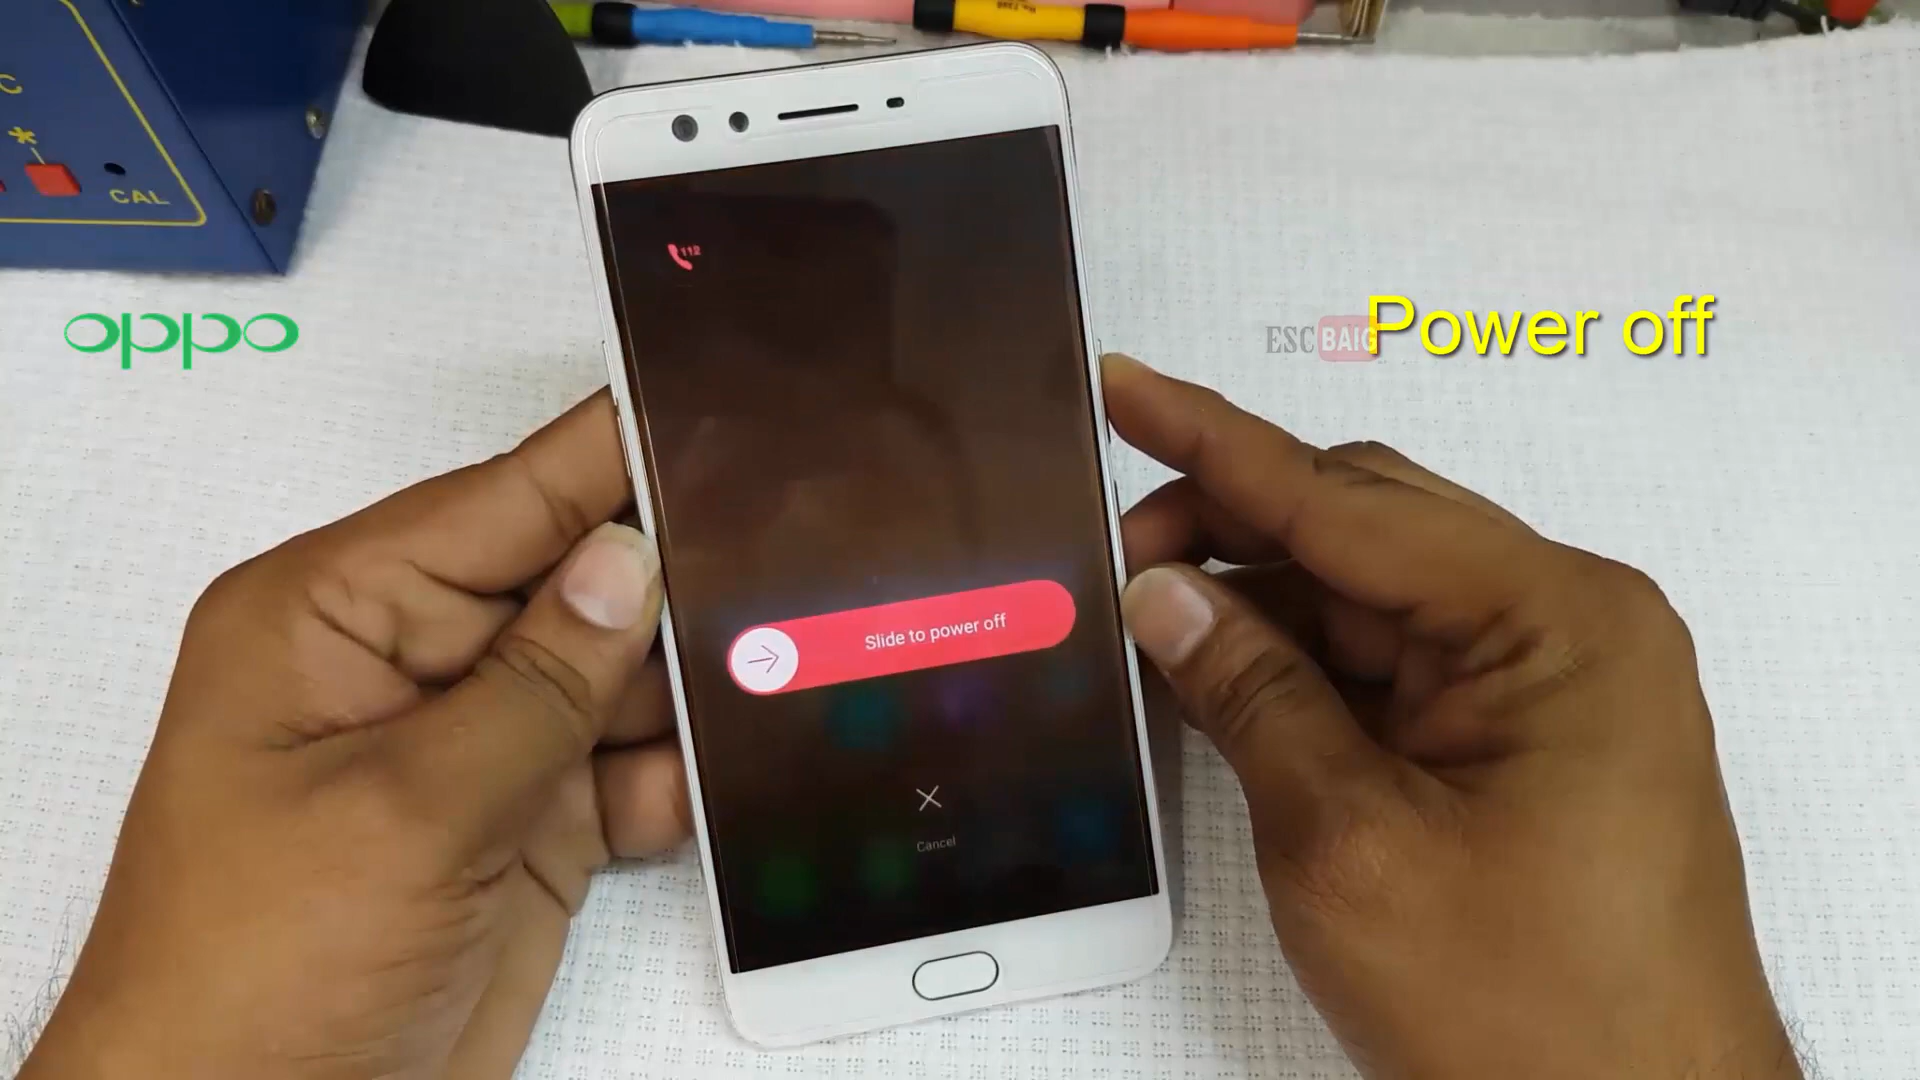 C
*
CAL
oppo
112
ESC BAIG
Power off
Slide to power off
Cancel